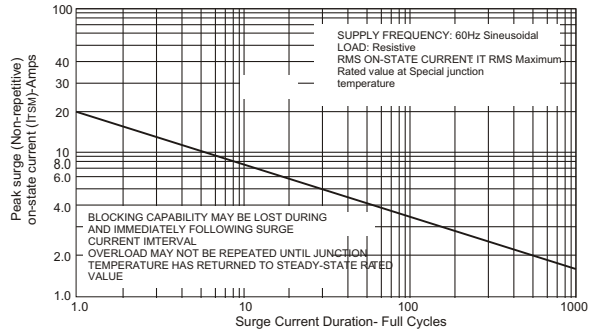 100
40
30
20
10
8.0
6.0
4.0
2.0
1.0
Peak surge (Non-repetitive)
on-state current (ITSM)-Amps
SUPPLY FREQUENCY: 60Hz Sineusoidal
LOAD: Resistive
RMS ON-STATE CURRENT: IT RMS Maximum
Rated value at Special junction
temperature
BLOCKING CAPABILITY MAY BE LOST DURING
AND IMMEDIATELY FOLLOWING SURGE
CURRENT IMTERVAL
OVERLOAD MAY NOT BE REPEATED UNTIL JUNCTION
TEMPERATURE HAS RETURNED TO STEADY-STATE RATED
VALUE
1.0 10 100 1000
Surge Current Duration- Full Cycles